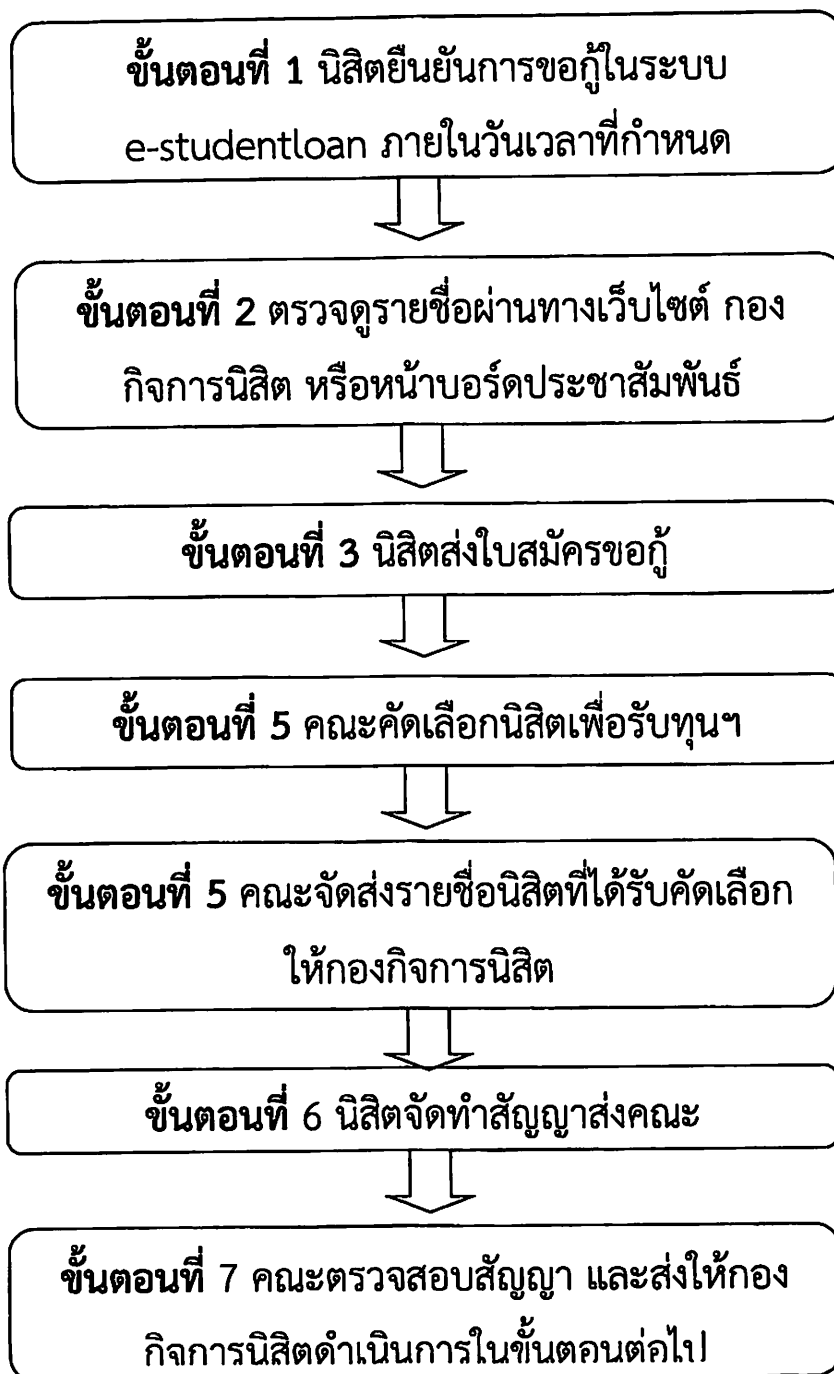 ขั้นตอนที่ 1 นิสิตยืนยันการขอกู้ในระบบ
e-studentloan ภายในวันเวลาที่กำหนด
ขั้นตอนที่ 2 ตรวจดูรายชื่อผ่านทางเว็บไซต์ กอง
กิจการนิสิต หรือหน้าบอร์ดประชาสัมพันธ์
ขั้นตอนที่ 3 นิสิตส่งใบสมัครขอกู้
ขั้นตอนที่ 5 คณะคัดเลือกนิสิตเพื่อรับทุนฯ
ขั้นตอนที่ 5 คณะจัดส่งรายชื่อนิสิตที่ได้รับคัดเลือก
ให้กองกิจการนิสิต
ขั้นตอนที่ 6 นิสิตจัดทำสัญญาส่งคณะ
ขั้นตอนที่ 7 คณะตรวจสอบสัญญา และส่งให้กอง
กิจการนิสิตดำเนินการในขั้นตอนต่อไป